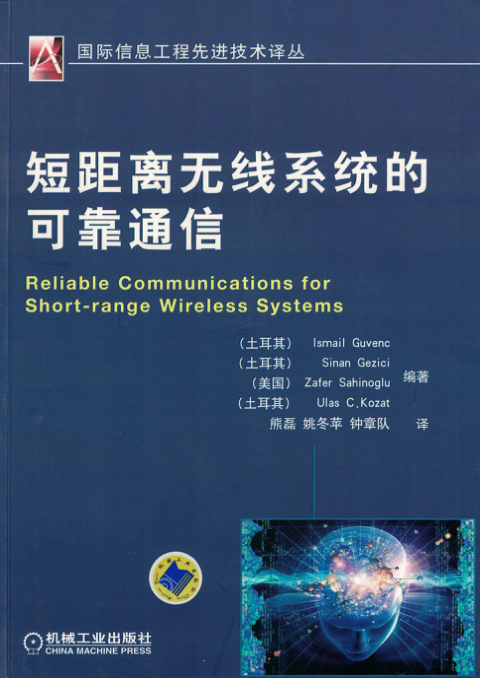 国际信息工程先进技术译丛
短距离无线系统的
可靠通信
Reliable Communications for
Short-range Wireless Systems
(土耳其) Ismail Guvenc
(土耳其) Sinan Gezici
(美国) Zafer Sahinoglu
(土耳其) Ulas C.Kozat
编著
熊磊 姚冬苹 钟章队 译
机械工业出版社
CHINA MACHINE PRESS